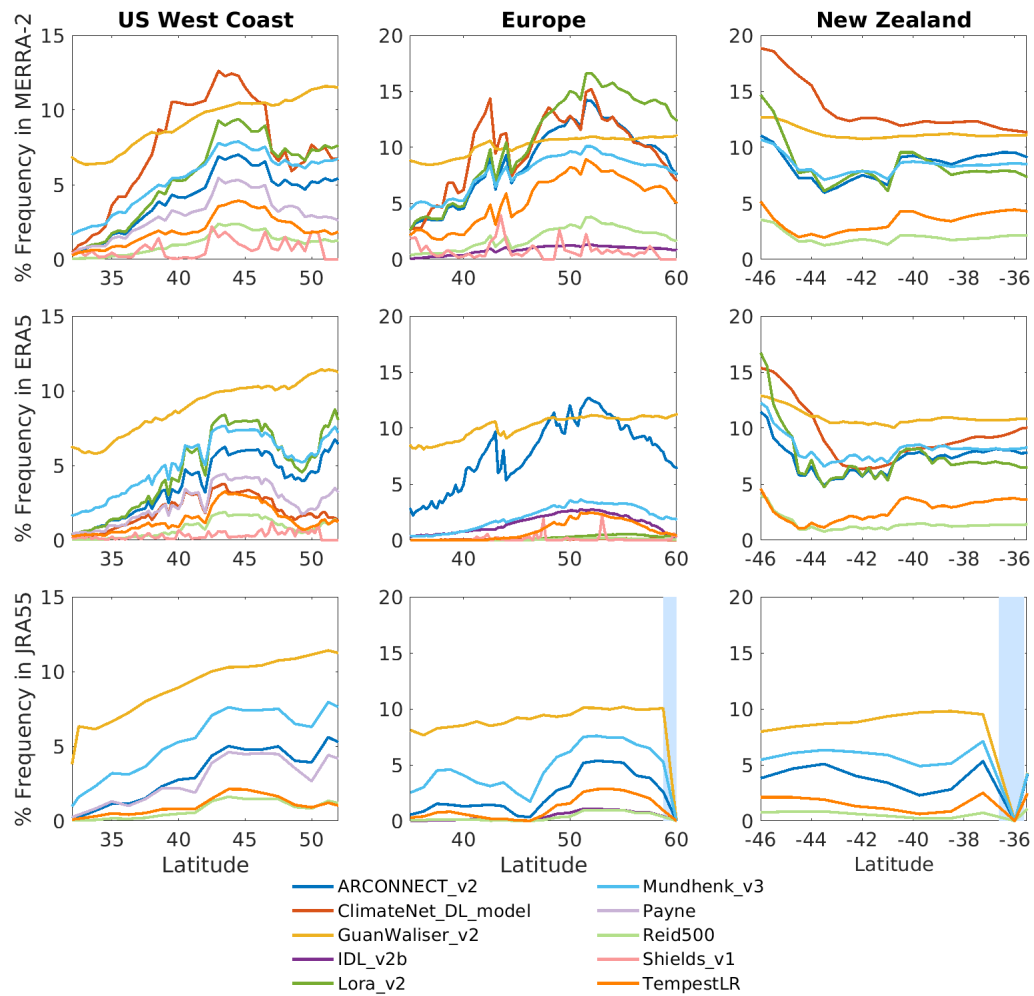 US West Coast
Europe
New Zealand
% Frequency in MERRA-2
15
10
5
0
35 40 45 50
20
15
10
5
0
40 50 60
20
15
10
5
0
-46 -44 -42 -40 -38 -36
% Frequency in ERA5
15
10
5
0
35 40 45 50
20
15
10
5
0
40 50 60
20
15
10
5
0
-46 -44 -42 -40 -38 -36
% Frequency in JRA55
15
10
5
0
35 40 45 50
Latitude
20
15
10
5
0
40 50 60
Latitude
20
15
10
5
0
-46 -44 -42 -40 -38 -36
Latitude
ARCONNECT_v2
ClimateNet_DL_model
GuanWaliser_v2
IDL_v2b
Lora_v2
Mundhenk_v3
Payne
Reid500
Shields_v1
TempestLR